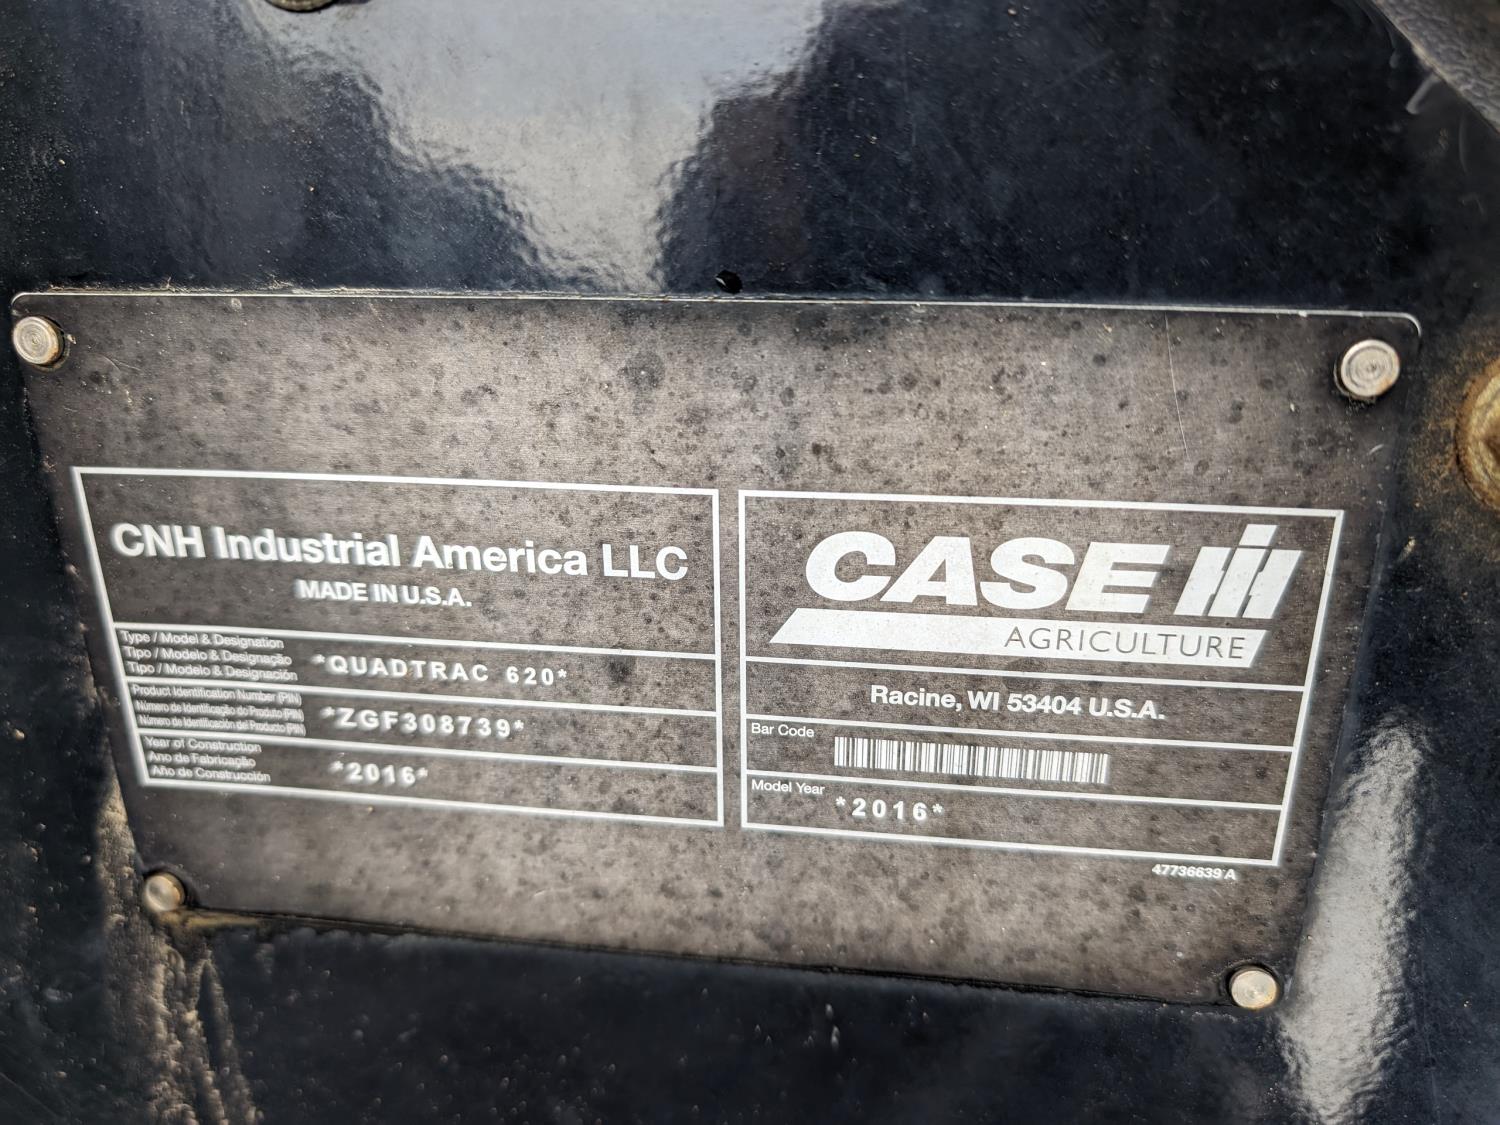 CNH Industrial America LLC
MADE IN U.S.A.
Type / Model & Designation
Tipo / Modelo & Designação
Tipo / Modelo & Designación
*QUADTRAC 620*
Product Identification Number (PIN)
Número de Identificação do Produto (PIN)
Número de Identificación del Producto (PIN)
*ZGF308739*
Year of Construction
Ano de Fabricação
Año de Construcción
*2016*
CASE IH
AGRICULTURE
Racine, WI 53404 U.S.A.
Bar Code
Model Year
*2016*
47736639 A